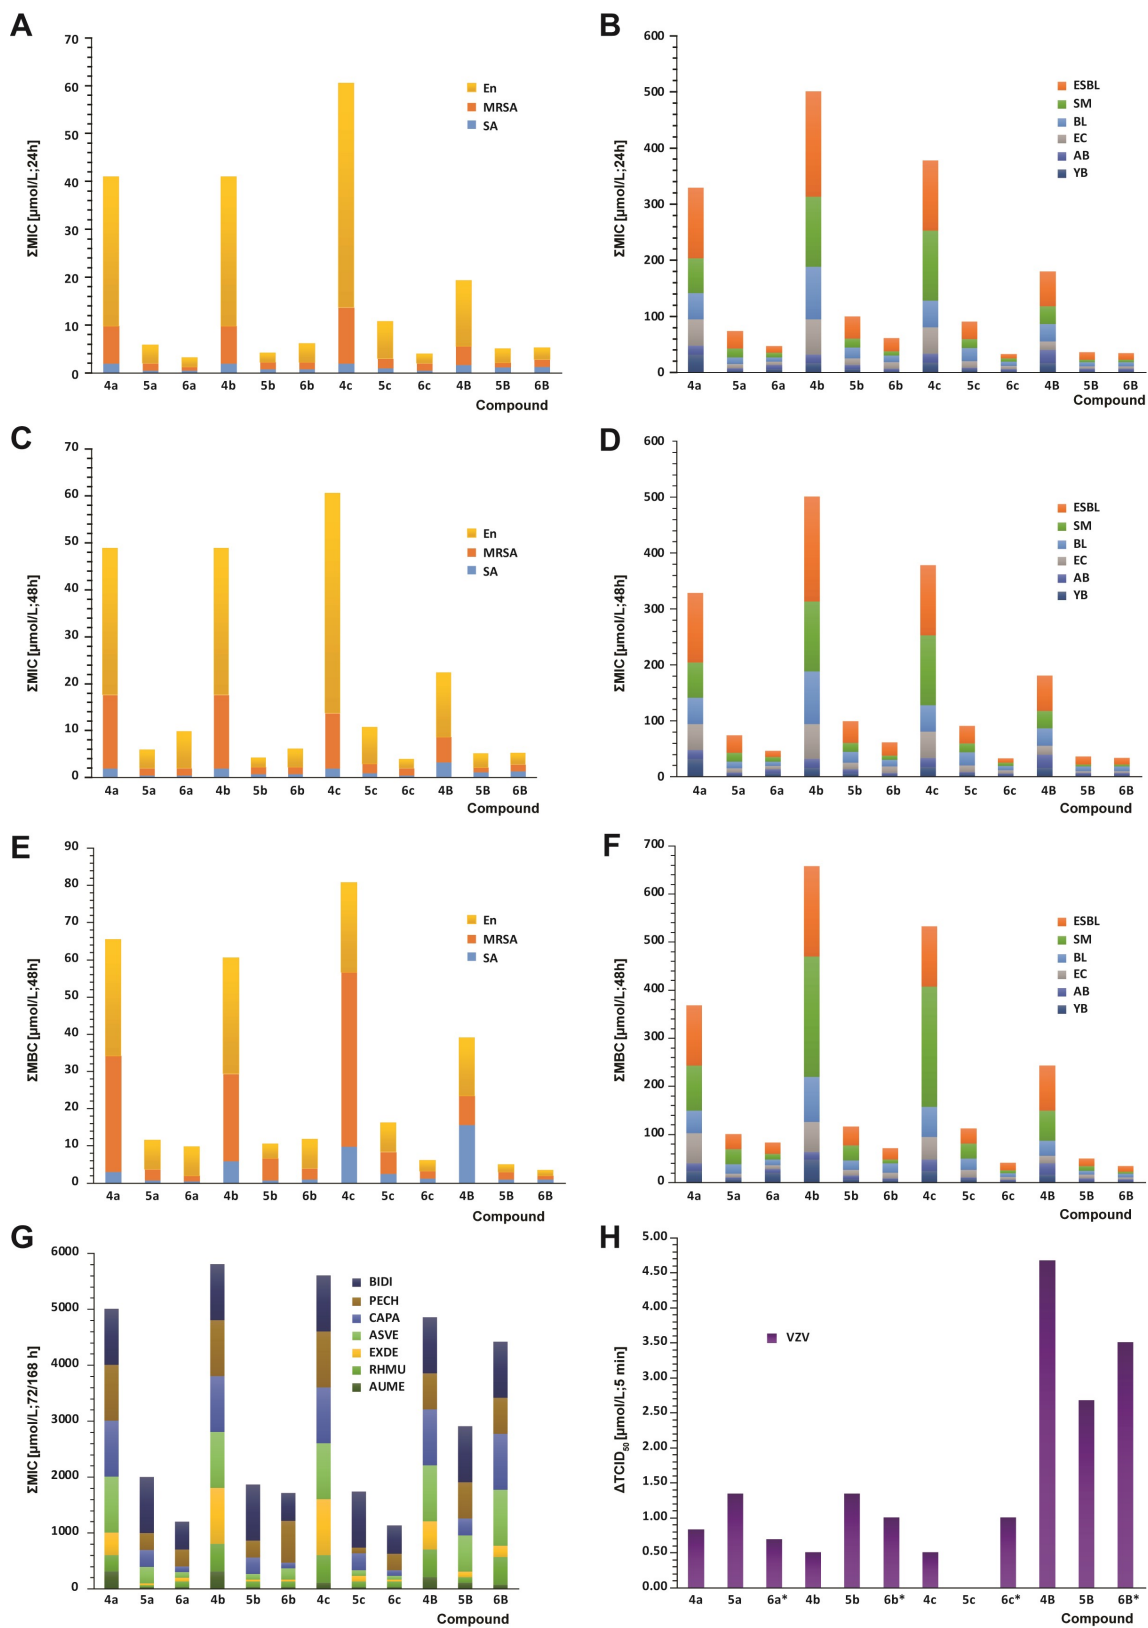 A
ΣMIC [µmol/L;24h]
70
60
50
40
30
20
10
0
En
MRSA
SA
4a 5a 6a 4b 5b 6b 4c 5c 6c 4B 5B 6B
Compound
B
ΣMIC [µmol/L;24h]
600
500
400
300
200
100
0
ESBL
SM
BL
EC
AB
YB
4a 5a 6a 4b 5b 6b 4c 5c 6c 4B 5B 6B
Compound
C
ΣMIC [µmol/L;48h]
70
60
50
40
30
20
10
0
En
MRSA
SA
4a 5a 6a 4b 5b 6b 4c 5c 6c 4B 5B 6B
Compound
D
ΣMIC [µmol/L;48h]
600
500
400
300
200
100
0
ESBL
SM
BL
EC
AB
YB
4a 5a 6a 4b 5b 6b 4c 5c 6c 4B 5B 6B
Compound
E
ΣMBC [µmol/L;48h]
90
80
70
60
50
40
30
20
10
0
En
MRSA
SA
4a 5a 6a 4b 5b 6b 4c 5c 6c 4B 5B 6B
Compound
F
ΣMBC [µmol/L;48h]
700
600
500
400
300
200
100
0
ESBL
SM
BL
EC
AB
YB
4a 5a 6a 4b 5b 6b 4c 5c 6c 4B 5B 6B
Compound
G
ΣMIC [µmol/L;72/168 h]
6000
5000
4000
3000
2000
1000
0
BIDI
PECH
CAPA
ASVE
EXDE
RHMU
AUME
4a 5a 6a 4b 5b 6b 4c 5c 6c 4B 5B 6B
Compound
H
ΔTCID50 [µmol/L;5 min]
5.00
4.50
4.00
3.50
3.00
2.50
2.00
1.50
1.00
0.50
0.00
VZV
4a 5a 6a* 4b 5b 6b* 4c 5c 6c* 4B 5B 6B*
Compound